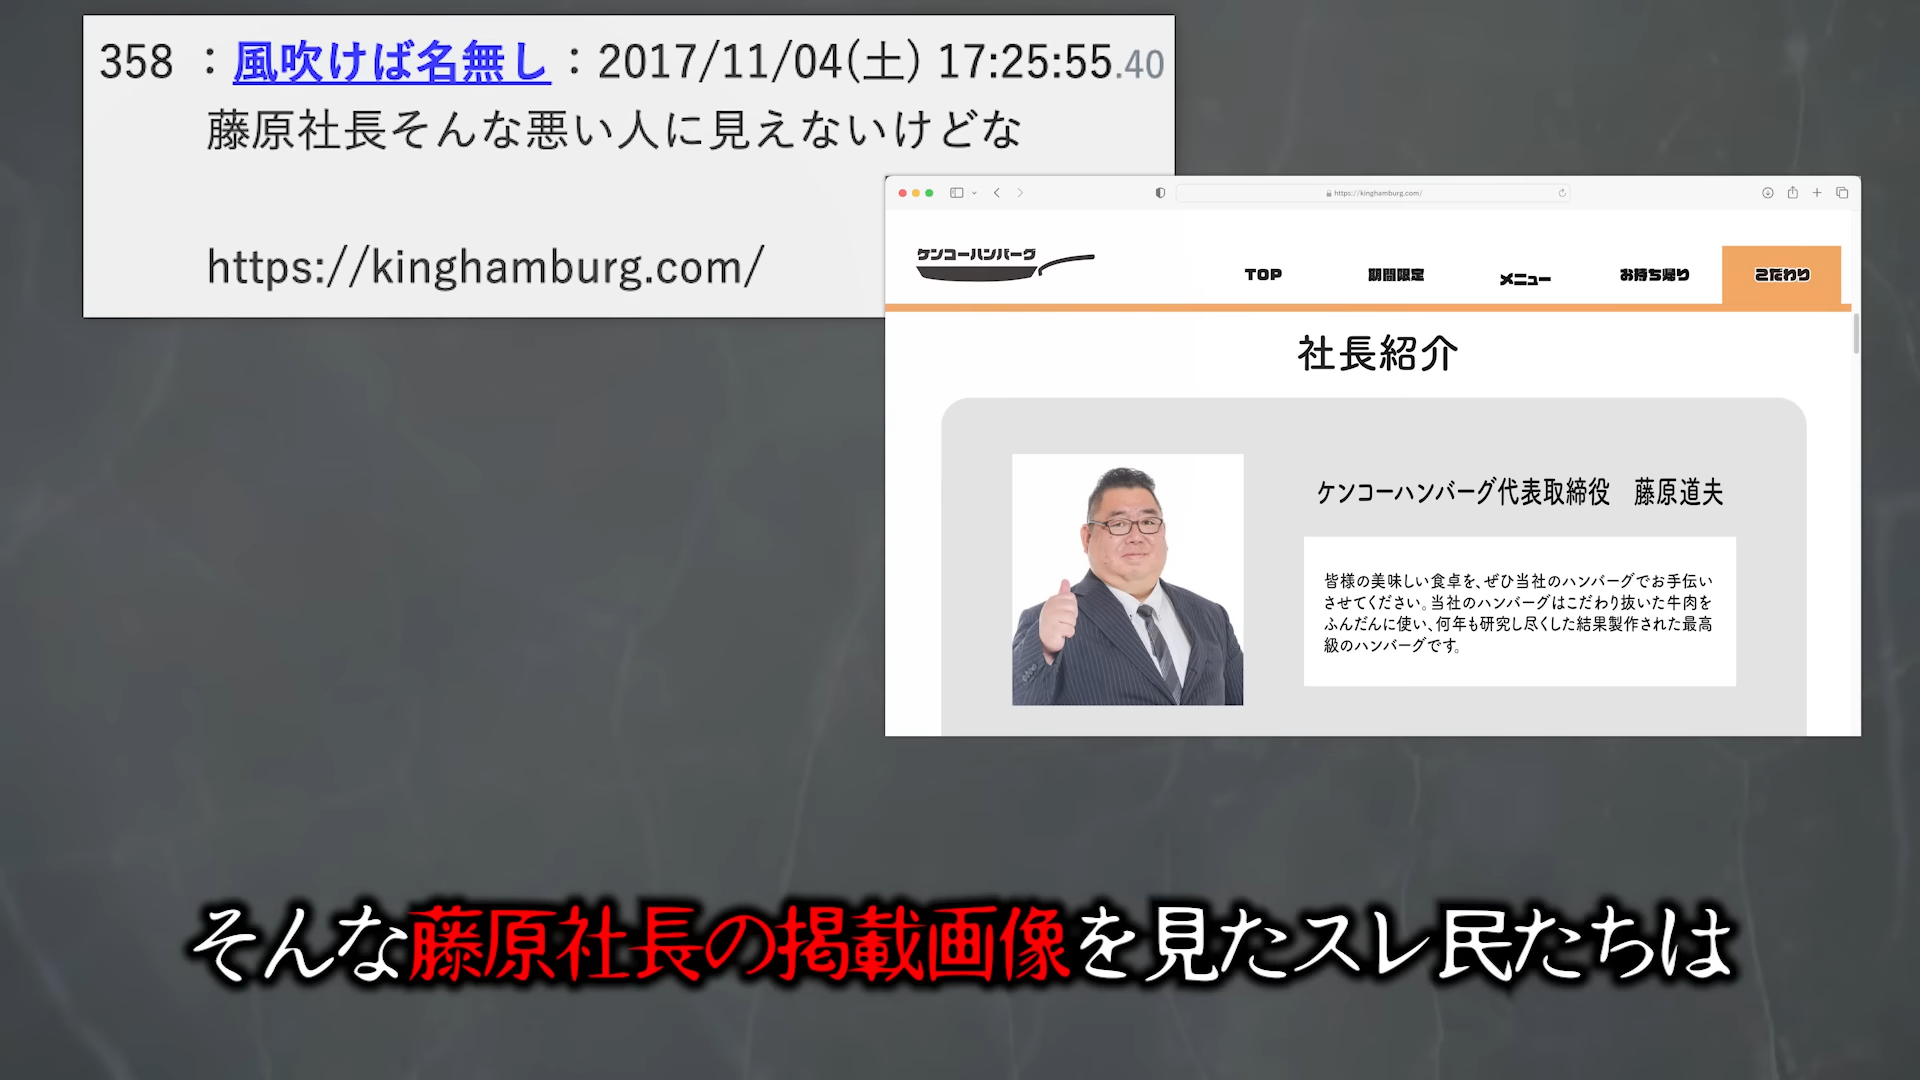 358 ：風吹けば名無し：2017/11/04(土) 17:25:55.40
藤原社長そんな悪い人に見えないけどな
https://kinghamburg.com/
https://kinghamburg.com/
ケンコーハンバーグ
TOP
期間限定
メニュー
お持ち帰り
こだわり
社長紹介
ケンコーハンバーグ代表取締役　藤原道夫
皆様の美味しい食卓を、ぜひ当社のハンバーグでお手伝い
させてください。当社のハンバーグはこだわり抜いた牛肉を
ふんだんに使い、何年も研究し尽くした結果製作された最高
級のハンバーグです。
そんな藤原社長の掲載画像を見たスレ民たちは